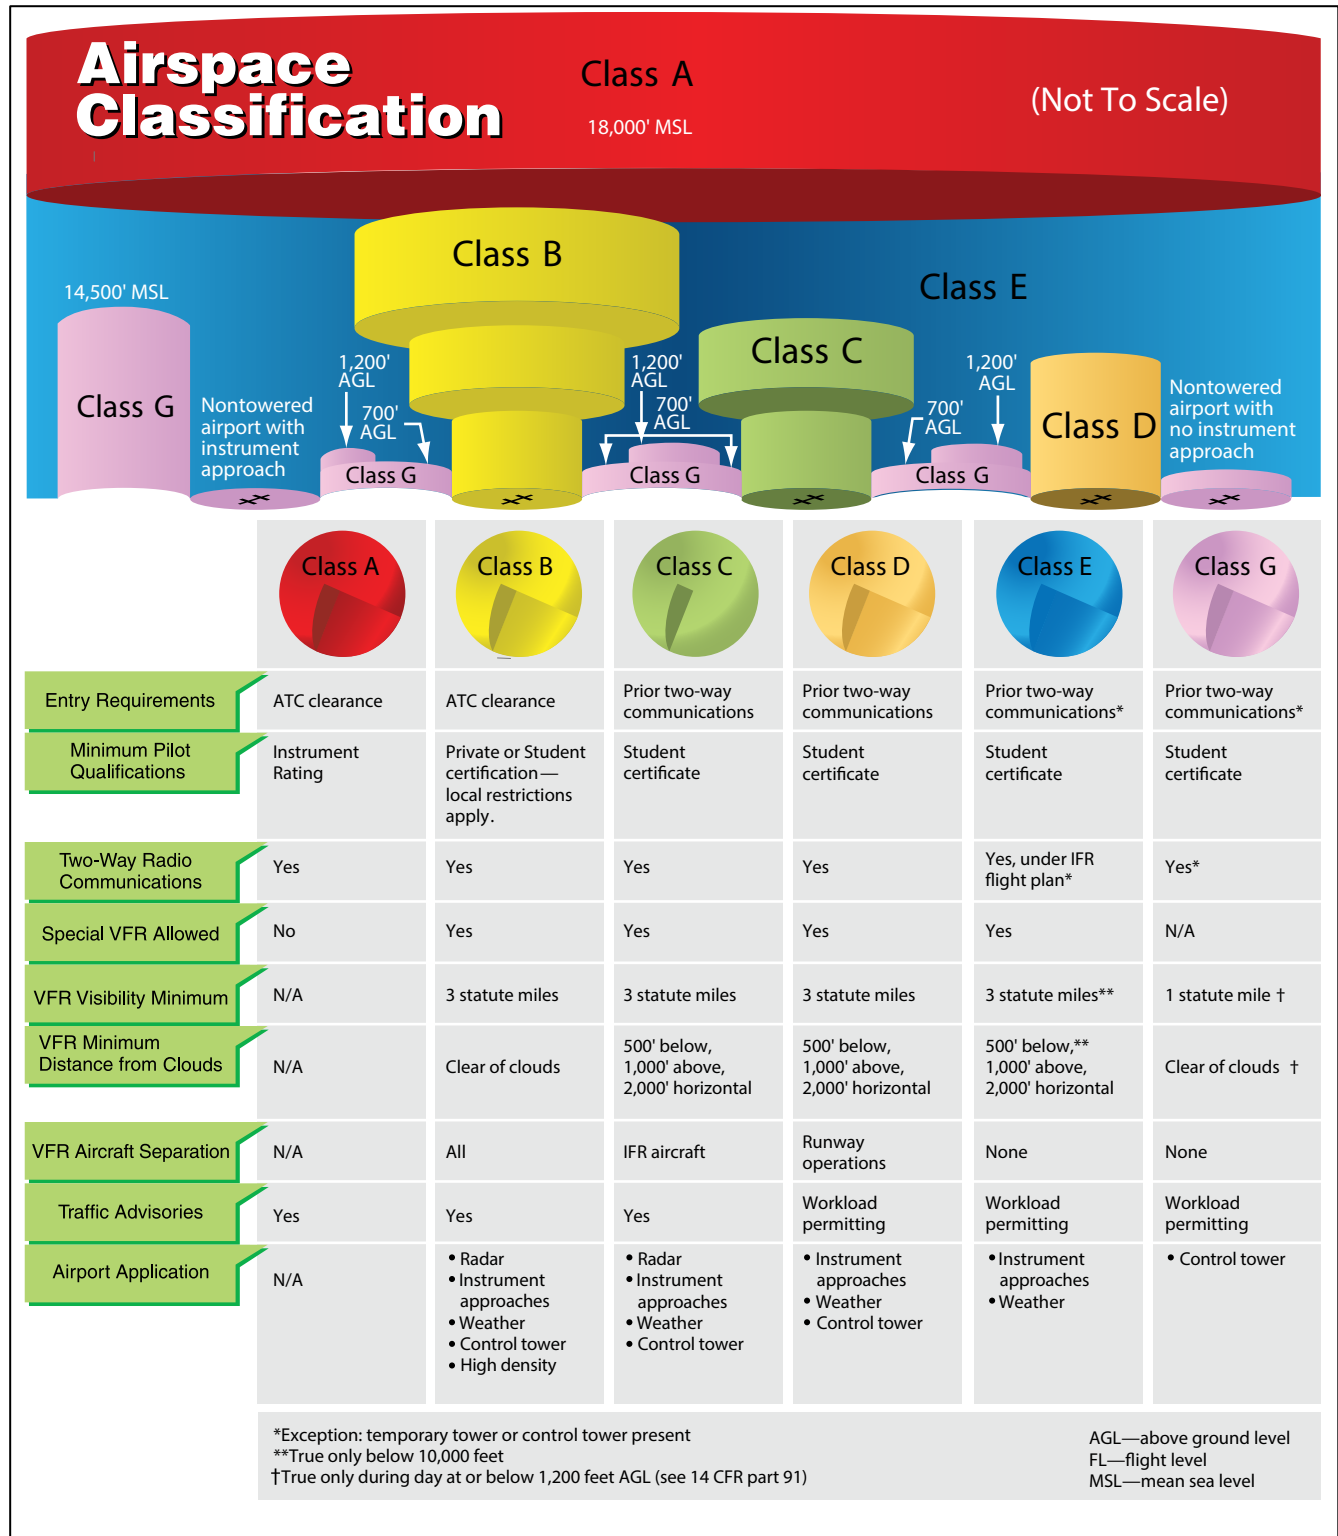 Airspace
Classification
Class A
18,000' MSL
(Not To Scale)
Class B
Class E
14,500' MSL
Class C
1,200'
AGL
1,200'
AGL
1,200'
AGL
Class G
Nontowered
airport with
instrument
approach
700'
AGL
700'
AGL
700'
AGL
Class D
Nontowered
airport with
no instrument
approach
Class G
Class G
Class G
Class A
Class B
Class C
Class D
Class E
Class G
Entry Requirements
ATC clearance
ATC clearance
Prior two-way
communications
Prior two-way
communications
Prior two-way
communications*
Prior two-way
communications*
Minimum Pilot
Qualifications
Instrument
Rating
Private or Student
certification—
local restrictions
apply.
Student
certificate
Student
certificate
Student
certificate
Student
certificate
Two-Way Radio
Communications
Yes
Yes
Yes
Yes
Yes, under IFR
flight plan*
Yes*
Special VFR Allowed
No
Yes
Yes
Yes
Yes
N/A
VFR Visibility Minimum
N/A
3 statute miles
3 statute miles
3 statute miles
3 statute miles**
1 statute mile †
VFR Minimum
Distance from Clouds
N/A
Clear of clouds
500' below,
1,000' above,
2,000' horizontal
500' below,
1,000' above,
2,000' horizontal
500' below,**
1,000' above,
2,000' horizontal
Clear of clouds †
VFR Aircraft Separation
N/A
All
IFR aircraft
Runway
operations
None
None
Traffic Advisories
Yes
Yes
Yes
Workload
permitting
Workload
permitting
Workload
permitting
Airport Application
N/A
• Radar
• Instrument
approaches
• Weather
• Control tower
• High density
• Radar
• Instrument
approaches
• Weather
• Control tower
• Instrument
approaches
• Weather
• Control tower
• Instrument
approaches
• Weather
• Control tower
*Exception: temporary tower or control tower present
**True only below 10,000 feet
†True only during day at or below 1,200 feet AGL (see 14 CFR part 91)
AGL—above ground level
FL—flight level
MSL—mean sea level